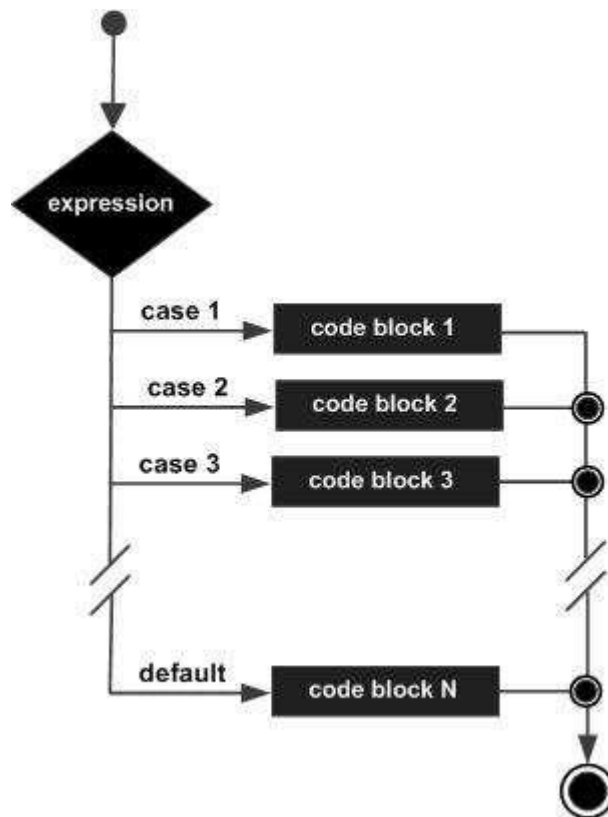 expression
case 1
code block 1
case 2
code block 2
case 3
code block 3
default
code block N